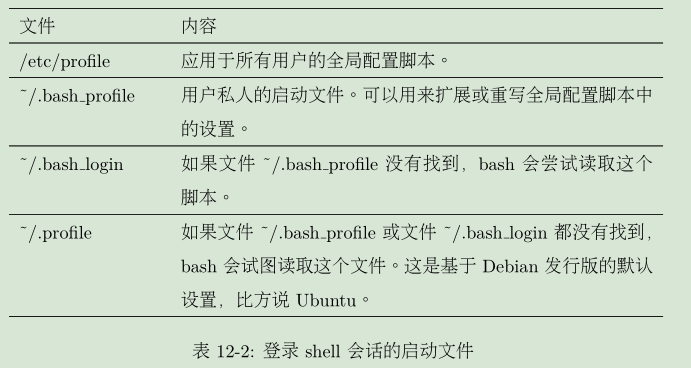 文件 内容
/etc/profile 应用于所有用户的全局配置脚本。
~/.bash_profile 用户私人的启动文件。可以用来扩展或重写全局配置脚本中
的设置。
~/.bash_login 如果文件 ~/.bash_profile 没有找到，bash 会尝试读取这个
脚本。
~/.profile 如果文件 ~/.bash_profile 或文件 ~/.bash_login 都没有找到，
bash 会试图读取这个文件。这是基于 Debian 发行版的默认
设置，比方说 Ubuntu。
表 12-2: 登录 shell 会话的启动文件